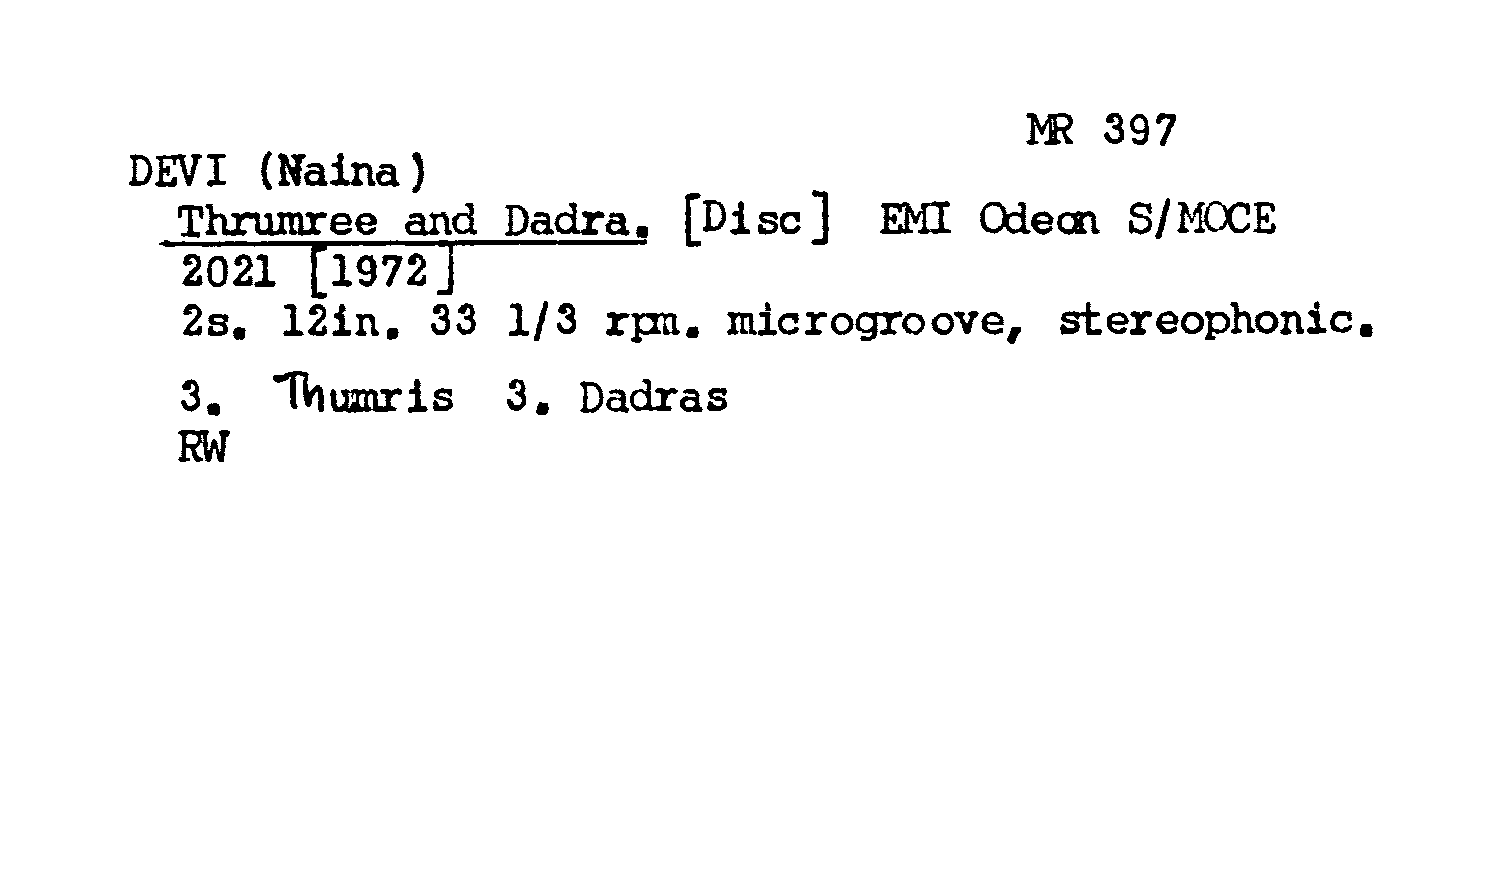 MR 397
DEVI (Naina)
Thrumree and Dadra. [Disc] EMI Odeon S/MOCE
2021 [1972]
2s. 12in. 33 1/3 rpm. microgroove, stereophonic.
3. Thumris 3. Dadras
RW